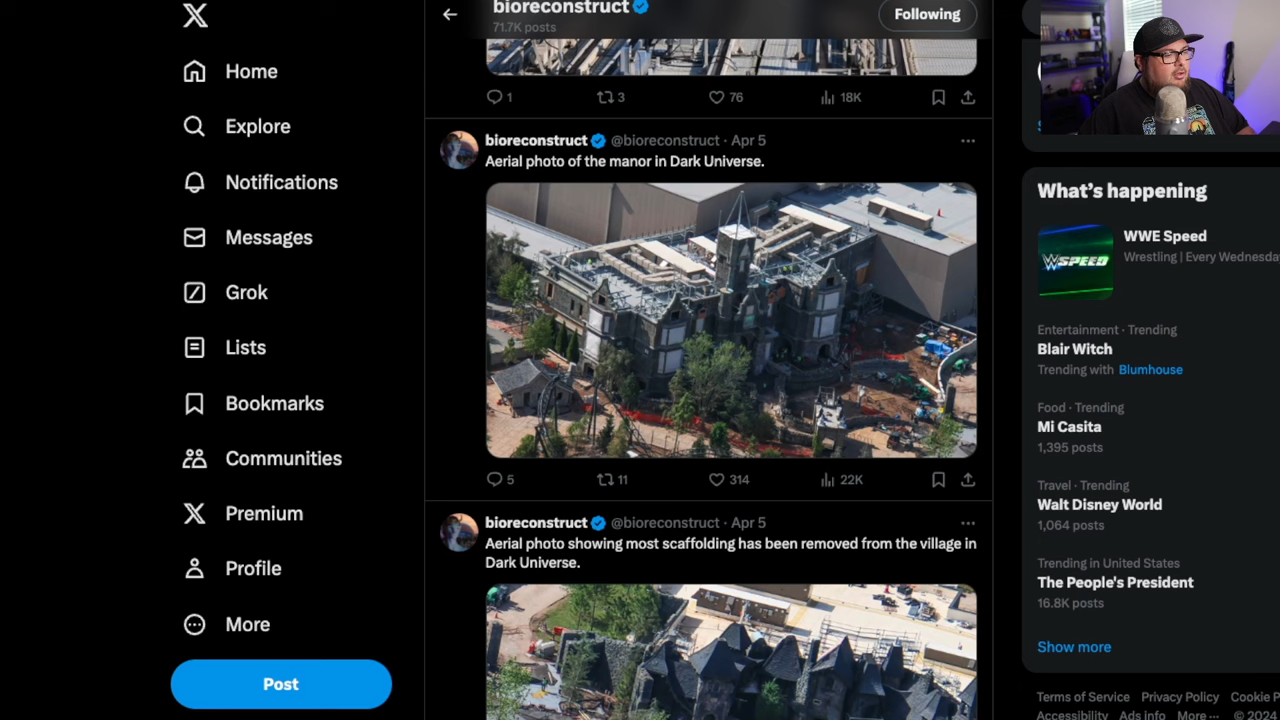 Home
Explore
Notifications
Messages
Grok
Lists
Bookmarks
Communities
Premium
Profile
More
Post
bioreconstruct
71.7K posts
Following
1 3 76 18K
bioreconstruct @bioreconstruct · Apr 5
Aerial photo of the manor in Dark Universe.
5 11 314 22K
bioreconstruct @bioreconstruct · Apr 5
Aerial photo showing most scaffolding has been removed from the village in
Dark Universe.
What's happening
WWE Speed
Wrestling | Every Wednesda
SPEED
Entertainment · Trending
Blair Witch
Trending with Blumhouse
Food · Trending
Mi Casita
1,395 posts
Travel · Trending
Walt Disney World
1,064 posts
Trending in United States
The People's President
16.8K posts
Show more
Terms of Service Privacy Policy Cookie P
Accessibility Ads info More ··· © 2024